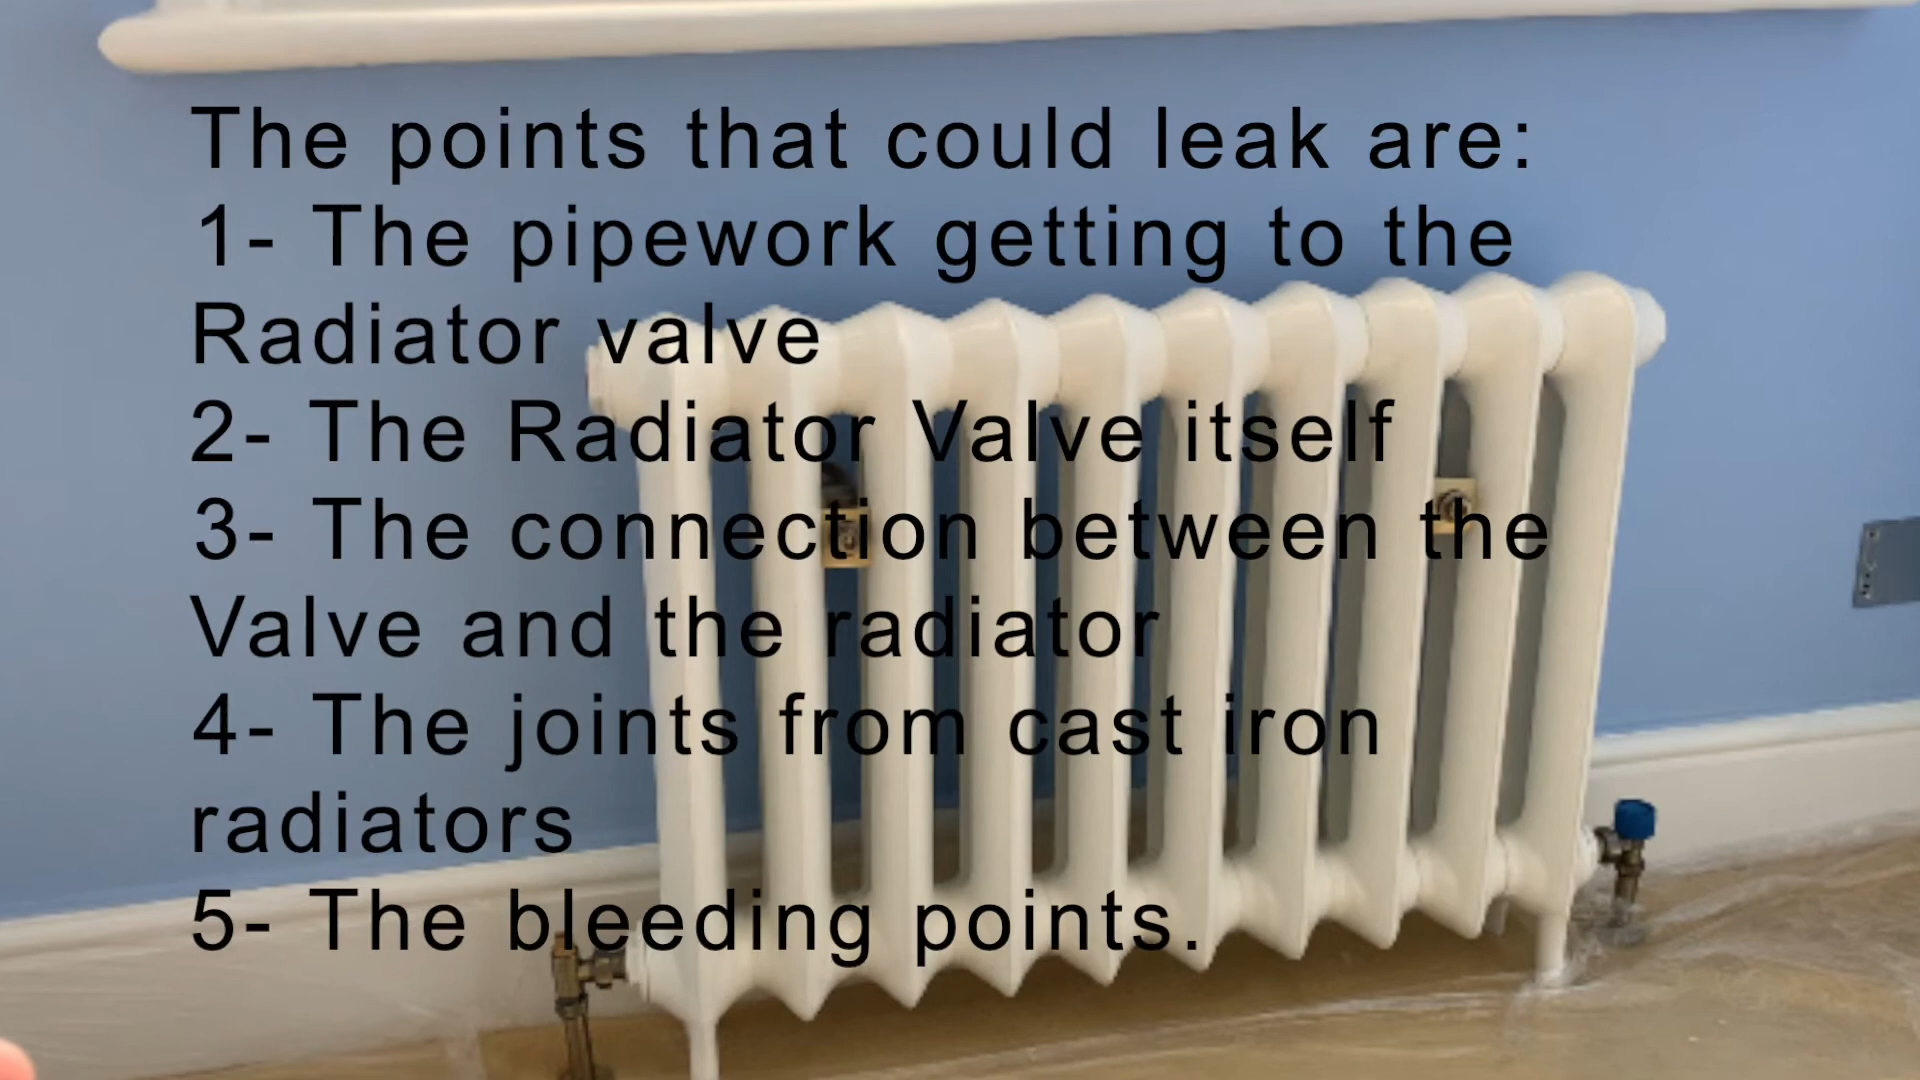 The points that could leak are:
1- The pipework getting to the
Radiator valve
2- The Radiator Valve itself
3- The connection between the
Valve and the radiator
4- The joints from cast iron
radiators
5- The bleeding points.